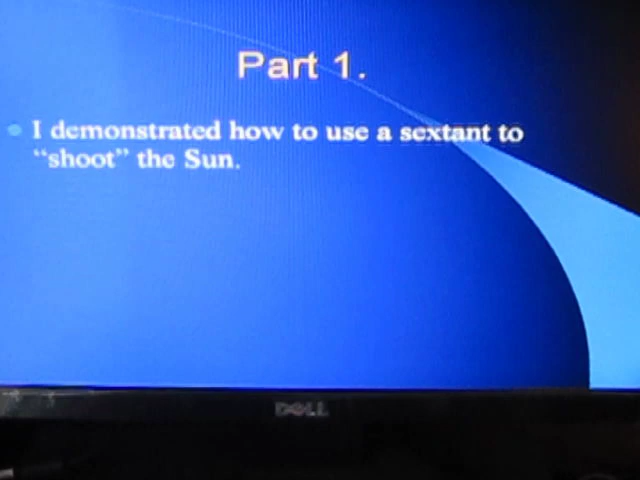 Part 1.
I demonstrated how to use a sextant to
“shoot” the Sun.
DELL